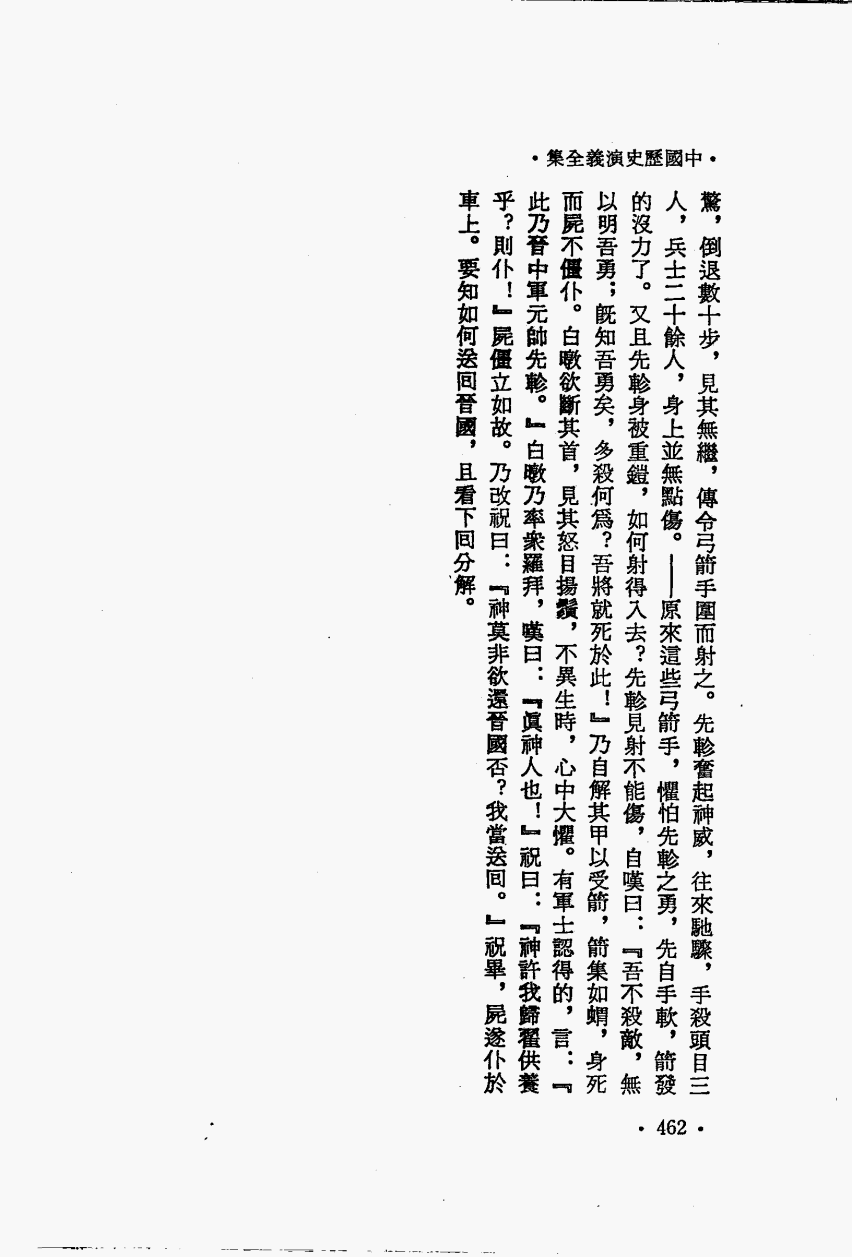 •中國歷史演義全集•
驚，倒退數十步，見其無繼，傳令弓箭手圍而射之。先軫奮起神威，往來馳驟，手殺頭目三
人，兵士二十餘人，身上並無點傷。——原來這些弓箭手，懼怕先軫之勇，先自手軟，箭發
的沒力了。又且先軫身被重鎧，如何射得入去？先軫見射不能傷，自嘆曰：『吾不殺敵，無
以明吾勇；既知吾勇矣，多殺何爲？吾將就死於此！』乃自解其甲以受箭，箭集如蝟，身死
而屍不僵仆。白暾欲斷其首，見其怒目揚鬚，不異生時，心中大懼。有軍士認得的，言：『
此乃晉中軍元帥先軫。』白暾乃率衆羅拜，嘆曰：『眞神人也！』祝曰：『神許我歸翟供養
乎？則仆！』屍僵立如故。乃改祝曰：『神莫非欲還晉國否？我當送囘。』祝畢，屍遂仆於
車上。要知如何送囘晉國，且看下囘分解。
•462•